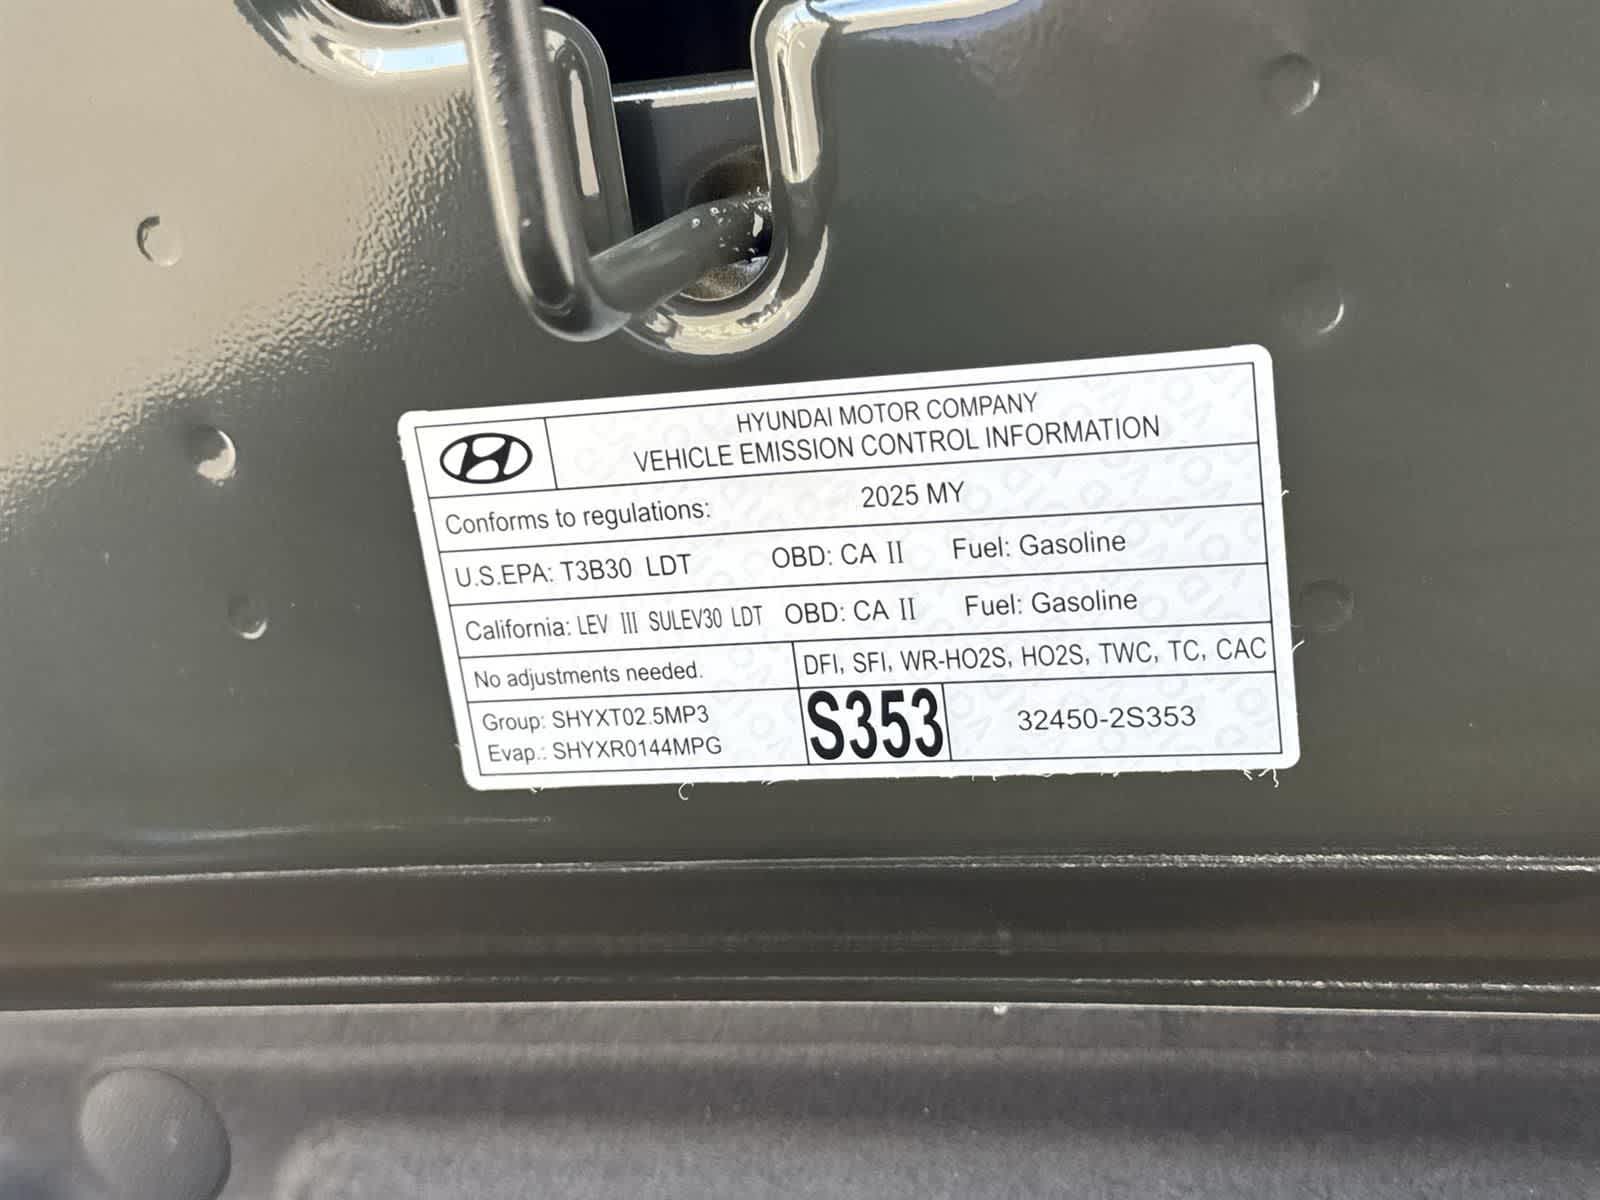 HYUNDAI MOTOR COMPANY
VEHICLE EMISSION CONTROL INFORMATION
Conforms to regulations: 2025 MY
U.S.EPA: T3B30 LDT OBD: CA II Fuel: Gasoline
California: LEV III SULEV30 LDT OBD: CA II Fuel: Gasoline
No adjustments needed. DFI, SFI, WR-HO2S, HO2S, TWC, TC, CAC
Group: SHYXT02.5MP3
Evap.: SHYXR0144MPG
S353
32450-2S353